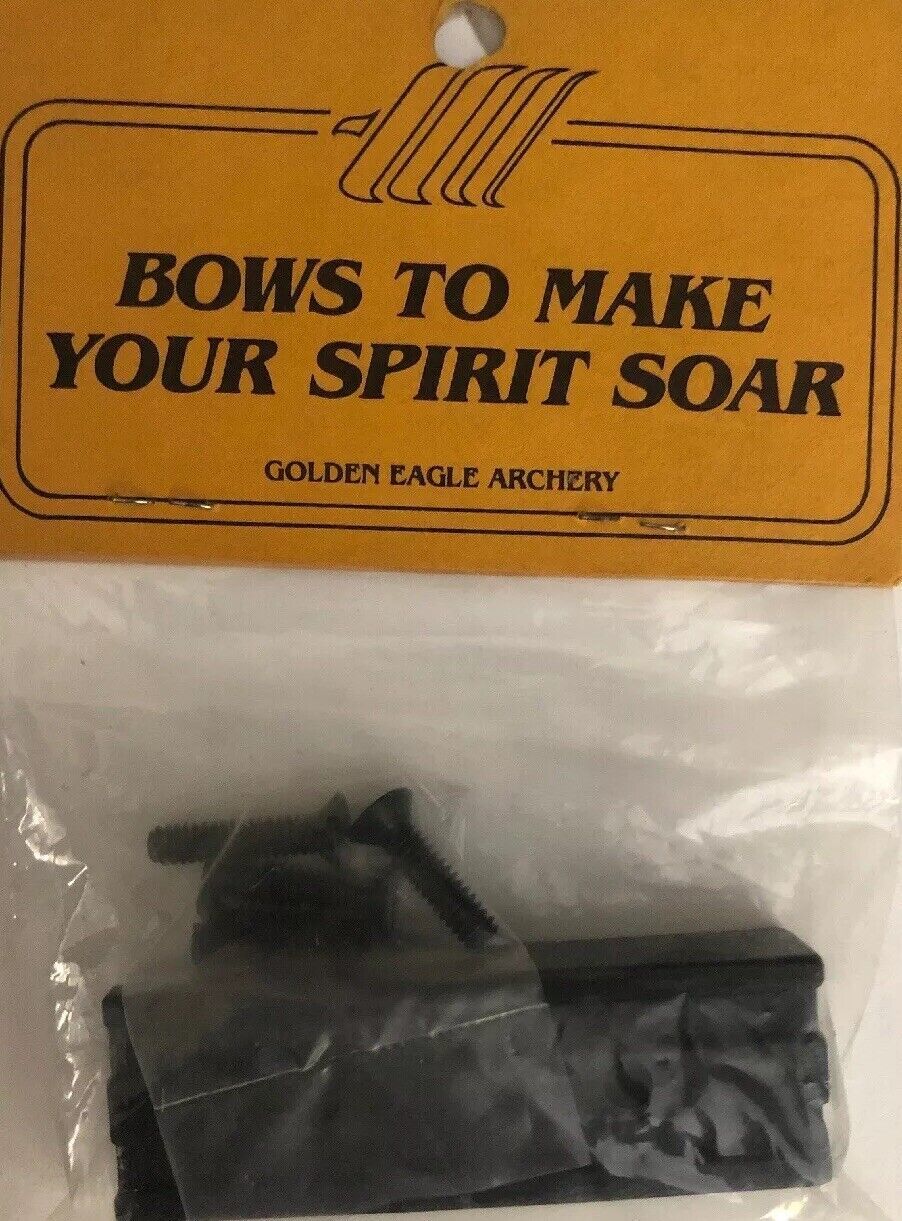 BOWS TO MAKE
YOUR SPIRIT SOAR
GOLDEN EAGLE ARCHERY